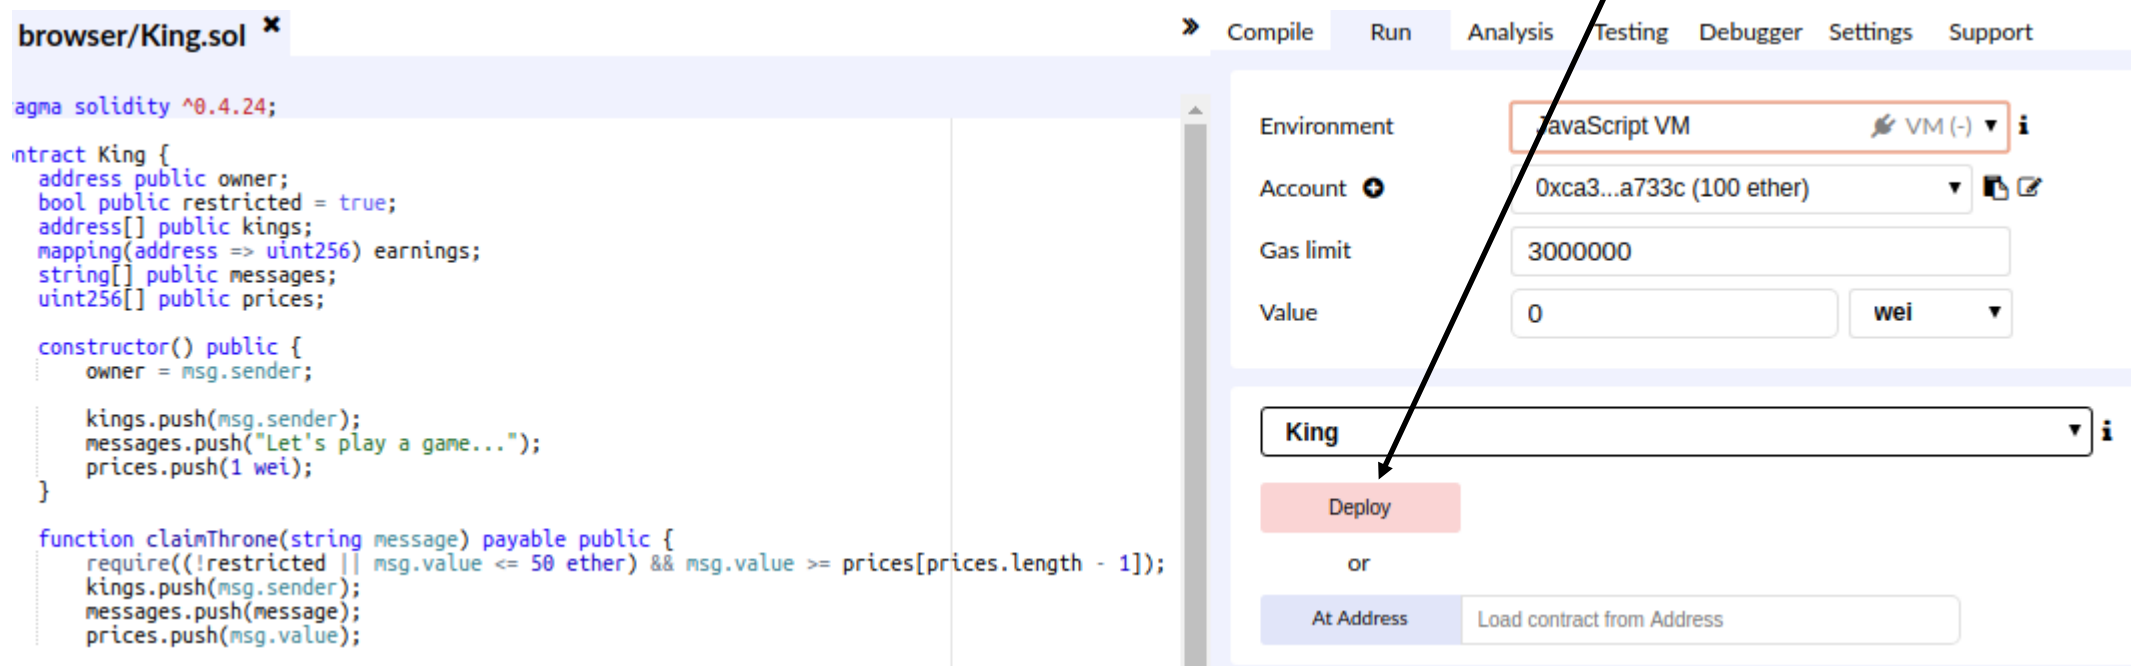 browser/King.sol ✖
»
agma solidity ^0.4.24;
ntract King {
address public owner;
bool public restricted = true;
address[] public kings;
mapping(address => uint256) earnings;
string[] public messages;
uint256[] public prices;
constructor() public {
owner = msg.sender;
kings.push(msg.sender);
messages.push("Let's play a game...");
prices.push(1 wei);
}
function claimThrone(string message) payable public {
require((!restricted || msg.value <= 50 ether) && msg.value >= prices[prices.length - 1]);
kings.push(msg.sender);
messages.push(message);
prices.push(msg.value);
Compile Run Analysis Testing Debugger Settings Support
Environment JavaScript VM VM (-) ▼ i
Account 0xca3...a733c (100 ether) ▼
Gas limit 3000000
Value 0 wei ▼
King ▼ i
Deploy
or
At Address Load contract from Address